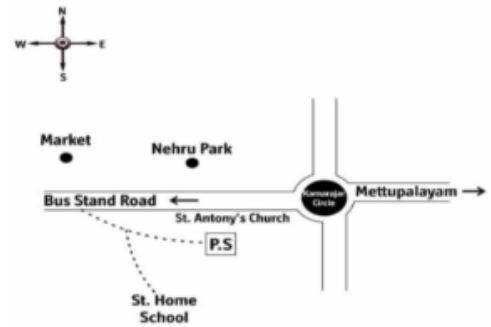 N
W
E
S
Market
Nehru Park
Kamarajar
Circle
Mettupalayam
Bus Stand Road
St. Antony's Church
P.S
St. Home
School